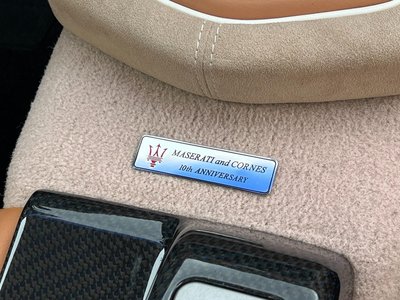 MASERATI and CORNES
10th ANNIVERSARY